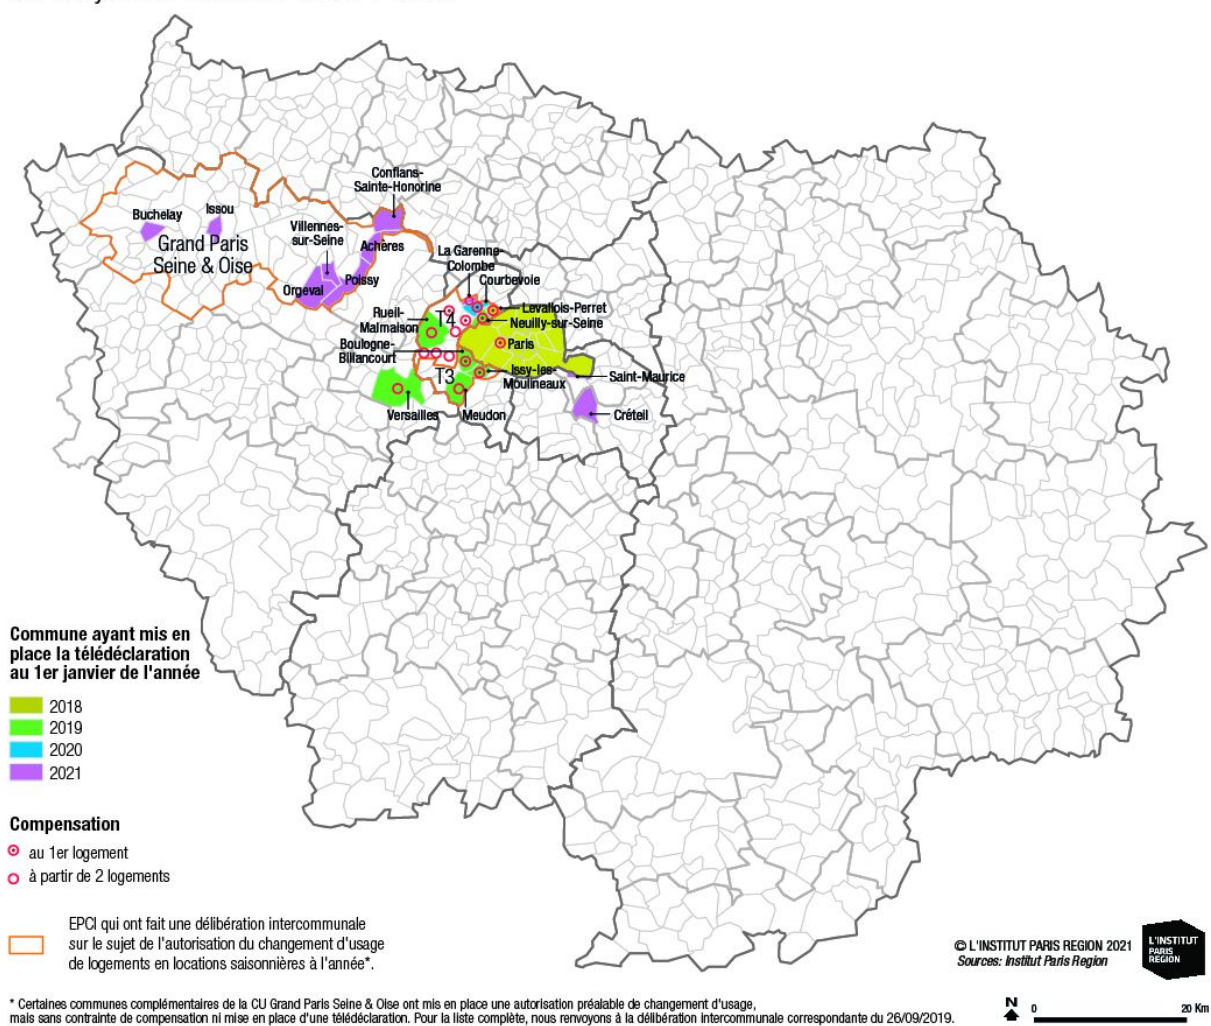 Conflans-
Sainte-Honorine
Buchelay
Issou
Villennes-
sur-Seine
Grand Paris
Seine & Oise
Achères
La Garenne-
Colombe
Poissy
Courbevoie
Orgeval
Levallois-Perret
Rueil-
Malmaison
T4
Neuilly-sur-Seine
Boulogne-
Billancourt
Paris
T3
Issy-les-
Moulineaux
Saint-Maurice
Versailles
Meudon
Créteil
Commune ayant mis en
place la télédéclaration
au 1er janvier de l'année
2018
2019
2020
2021
Compensation
au 1er logement
à partir de 2 logements
EPCI qui ont fait une délibération intercommunale
sur le sujet de l'autorisation du changement d'usage
de logements en locations saisonnières à l'année*.
© L'INSTITUT PARIS REGION 2021
Sources: Institut Paris Region
L'INSTITUT
PARIS
REGION
* Certaines communes complémentaires de la CU Grand Paris Seine & Oise ont mis en place une autorisation préalable de changement d'usage,
mais sans contrainte de compensation ni mise en place d'une télédéclaration. Pour la liste complète, nous renvoyons à la délibération intercommunale correspondante du 26/09/2019.
N
0
20 Km